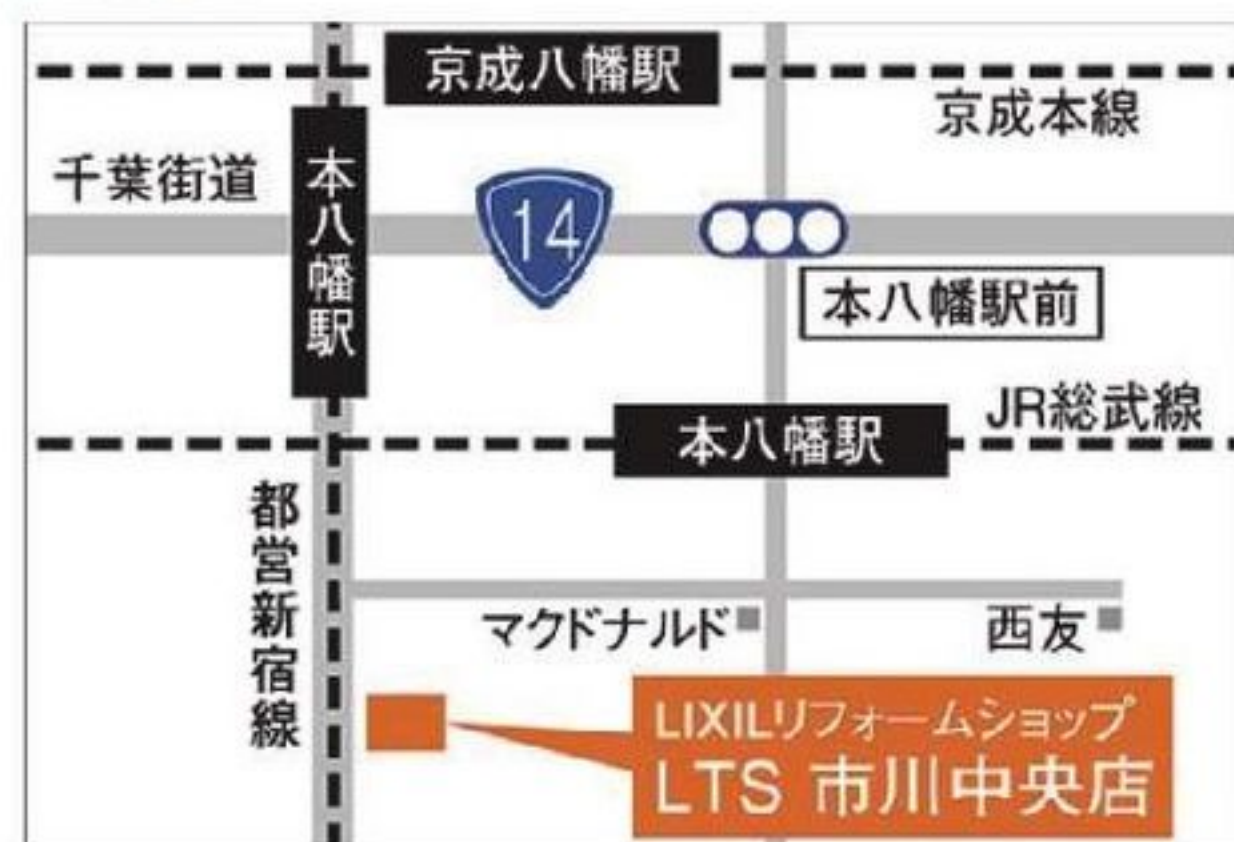 京成八幡駅
京成本線
千葉街道
本八幡駅
14
本八幡駅前
JR総武線
本八幡駅
都営新宿線
マクドナルド
西友
LIXILリフォームショップ
LTS 市川中央店